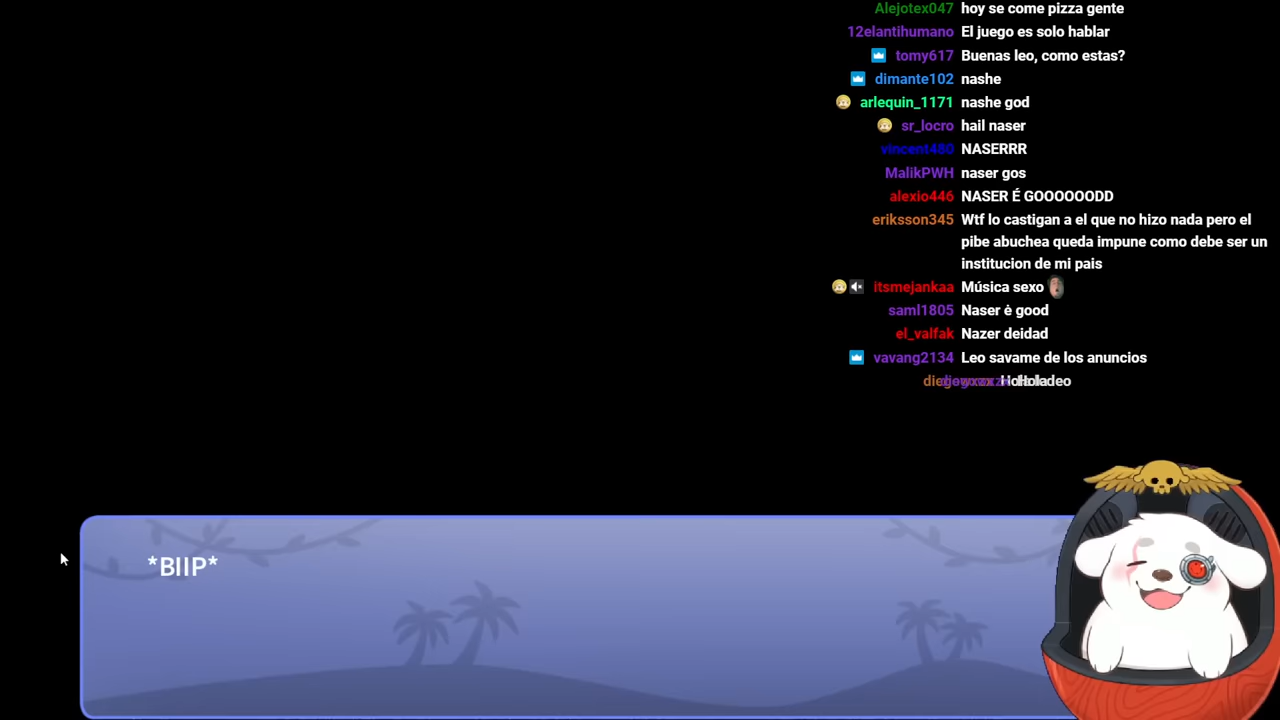 Alejotex047 hoy se come pizza gente
12elantihumano El juego es solo hablar
tomy617 Buenas leo, como estas?
dimante102 nashe
arlequin_1171 nashe god
sr_locro hail naser
vincent480 NASERRR
MalikPWH naser gos
alexio446 NASER É GOOOOOODD
eriksson345 Wtf lo castigan a el que no hizo nada pero el
pibe abuchea queda impune como debe ser un
institucion de mi pais
itsmejankaa Música sexo
saml1805 Naser ė good
el_valfak Nazer deidad
vavang2134 Leo savame de los anuncios
*BIIP*